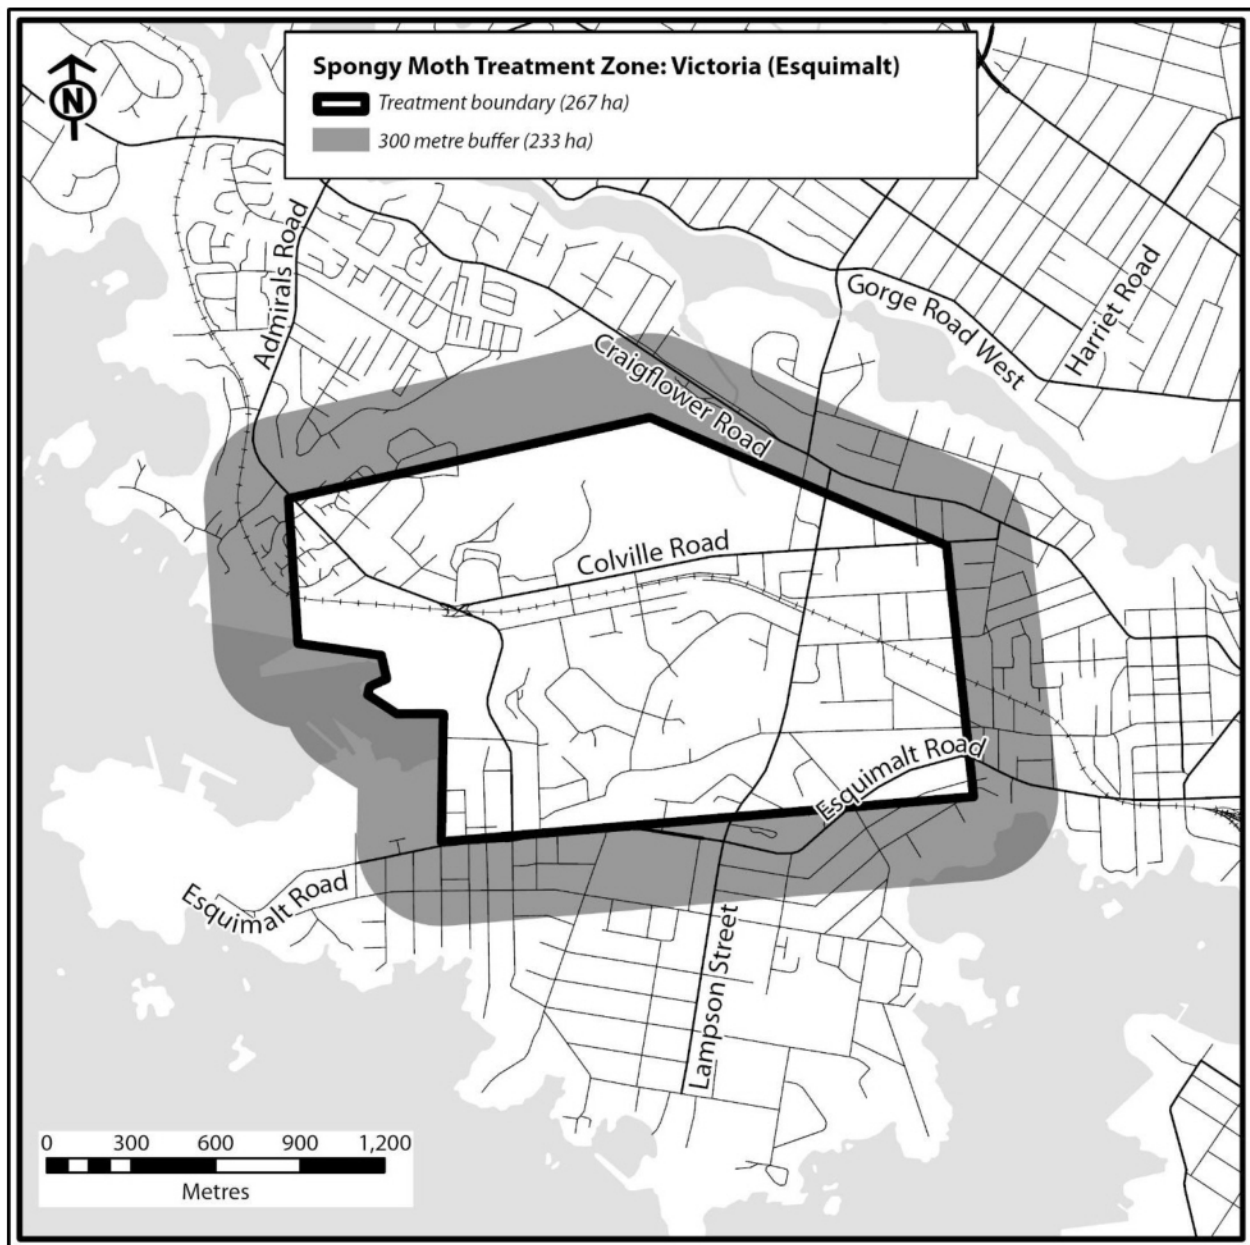 Spongy Moth Treatment Zone: Victoria (Esquimalt)
Treatment boundary (267 ha)
300 metre buffer (233 ha)
N
Admirals Road
Gorge Road West
Harriet Road
Craigflower Road
Colville Road
Esquimalt Road
Esquimalt Road
Lampson Street
0 300 600 900 1,200
Metres